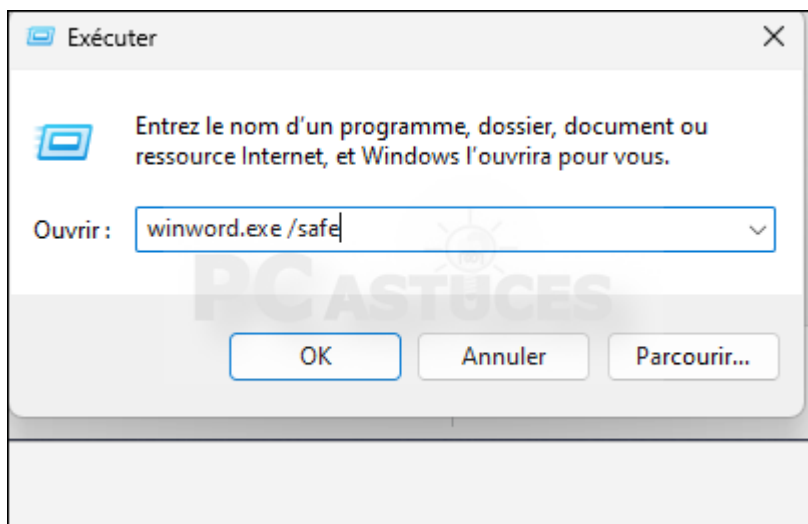 Exécuter
Entrez le nom d'un programme, dossier, document ou
ressource Internet, et Windows l'ouvrira pour vous.
Ouvrir : winword.exe /safe
PC ASTUCES
OK Annuler Parcourir...